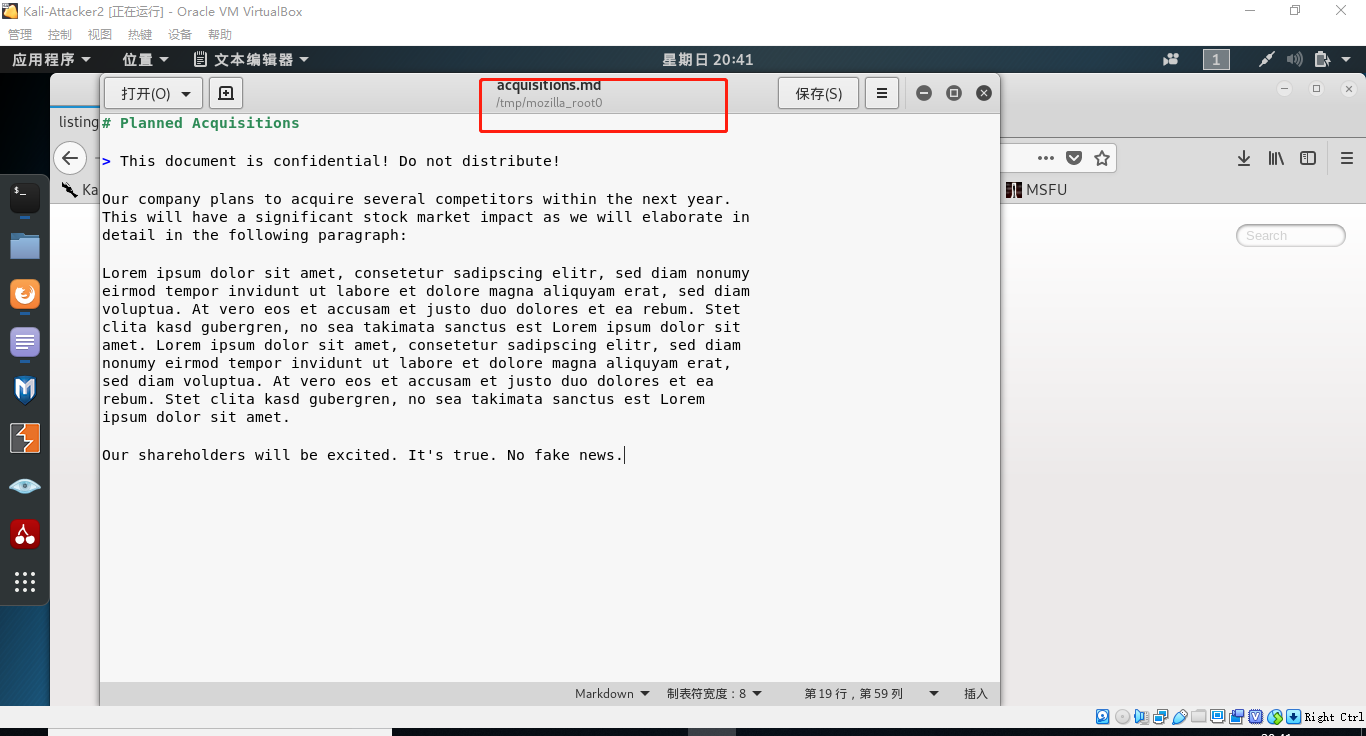 Kali-Attacker2 [正在运行] - Oracle VM VirtualBox
管理 控制 视图 热键 设备 帮助
应用程序 位置 文本编辑器 星期日 20:41 1
打开(O) acquisitions.md 保存(S)
/tmp/mozilla_root0
listing
# Planned Acquisitions
> This document is confidential! Do not distribute!
Ka
MSFU
Our company plans to acquire several competitors within the next year.
This will have a significant stock market impact as we will elaborate in
detail in the following paragraph:
Search
Lorem ipsum dolor sit amet, consetetur sadipscing elitr, sed diam nonumy
eirmod tempor invidunt ut labore et dolore magna aliquyam erat, sed diam
voluptua. At vero eos et accusam et justo duo dolores et ea rebum. Stet
clita kasd gubergren, no sea takimata sanctus est Lorem ipsum dolor sit
amet. Lorem ipsum dolor sit amet, consetetur sadipscing elitr, sed diam
nonumy eirmod tempor invidunt ut labore et dolore magna aliquyam erat,
sed diam voluptua. At vero eos et accusam et justo duo dolores et ea
rebum. Stet clita kasd gubergren, no sea takimata sanctus est Lorem
ipsum dolor sit amet.
Our shareholders will be excited. It's true. No fake news.
Markdown 制表符宽度：8 第 19 行，第 59 列 插入
Right Ctrl